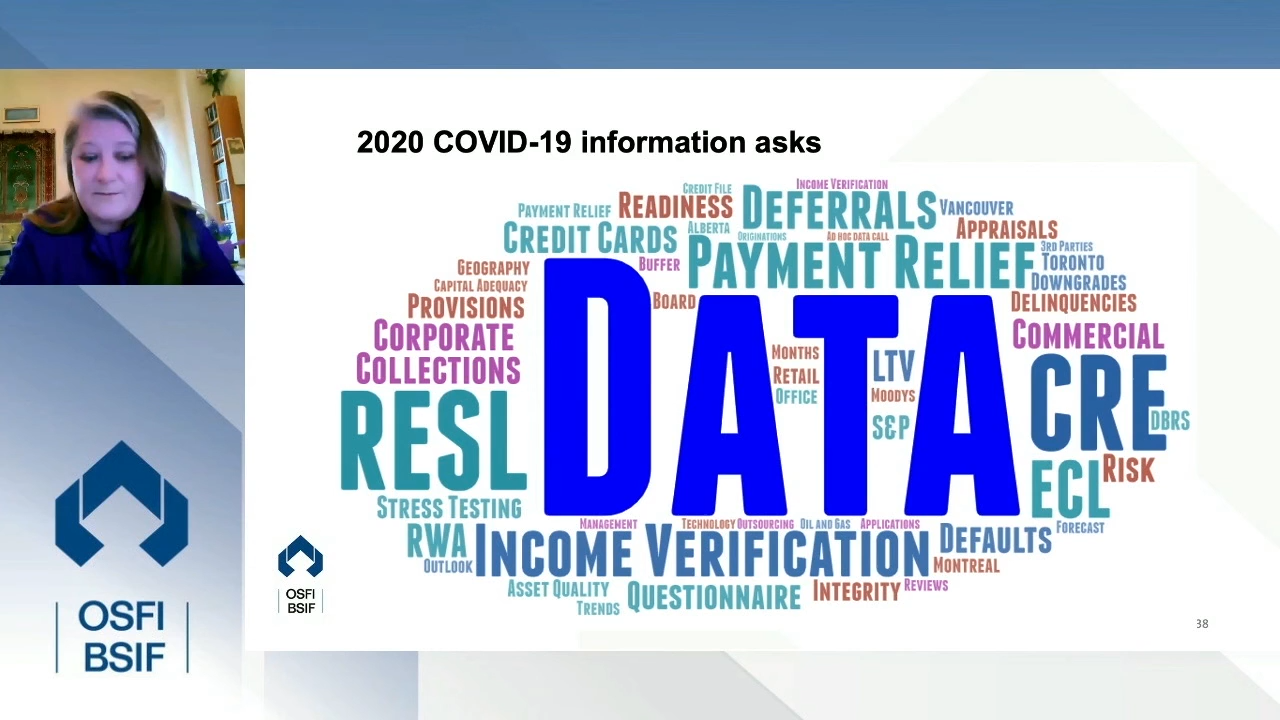 2020 COVID-19 information asks
CREDIT FILE
INCOME VERIFICATION
PAYMENT RELIEF
READINESS
DEFERRALS
VANCOUVER
CREDIT CARDS
ALBERTA
ORIGINATIONS
AD HOC DATA CALL
APPRAISALS
GEOGRAPHY
BUFFER
PAYMENT RELIEF
3RD PARTIES
TORONTO
CAPITAL ADEQUACY
DOWNGRADES
PROVISIONS
BOARD
DELINQUENCIES
CORPORATE
DATA
COMMERCIAL
COLLECTIONS
MONTHS
RETAIL
OFFICE
LTV
MOODYS
S&P
CRE
DBRS
RESL
ECL
RISK
STRESS TESTING
MANAGEMENT
TECHNOLOGY
OUTSOURCING
OIL AND GAS
APPLICATIONS
FORECAST
RWA
INCOME VERIFICATION
DEFAULTS
OUTLOOK
MONTREAL
ASSET QUALITY
QUESTIONNAIRE
INTEGRITY
REVIEWS
TRENDS
OSFI
BSIF
38
OSFI
BSIF